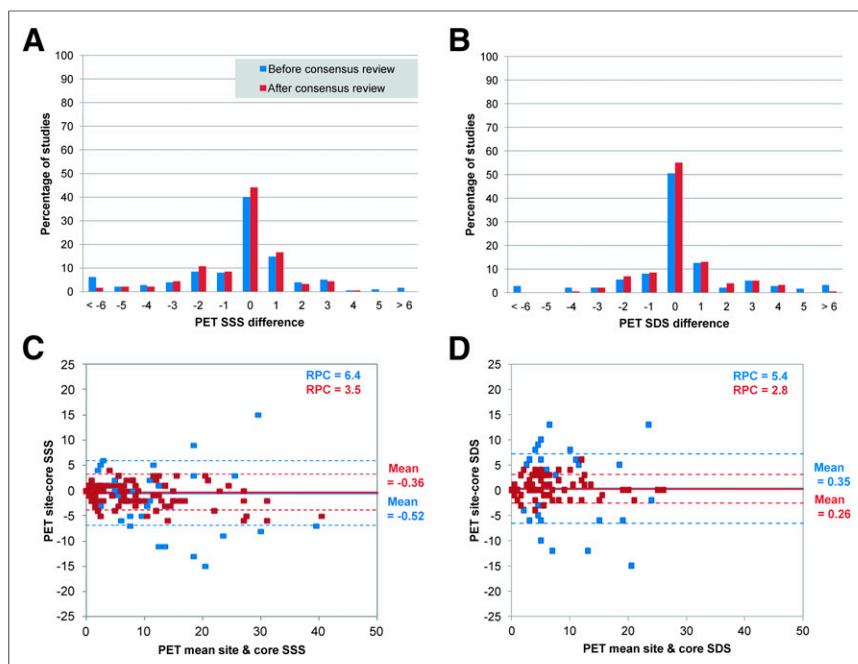 A
100
90
80
70
60
50
40
30
20
10
0
Percentage of studies
Before consensus review
After consensus review
< -6 -5 -4 -3 -2 -1 0 1 2 3 4 5 > 6
PET SSS difference
B
100
90
80
70
60
50
40
30
20
10
0
Percentage of studies
< -6 -5 -4 -3 -2 -1 0 1 2 3 4 5 > 6
PET SDS difference
C
25
20
15
10
5
0
-5
-10
-15
-20
-25
PET site-core SSS
RPC = 6.4
RPC = 3.5
Mean
= -0.36
Mean
= -0.52
0 10 20 30 40 50
PET mean site & core SSS
D
25
20
15
10
5
0
-5
-10
-15
-20
-25
PET site-core SDS
RPC = 5.4
RPC = 2.8
Mean
= 0.35
Mean
= 0.26
0 10 20 30 40 50
PET mean site & core SDS